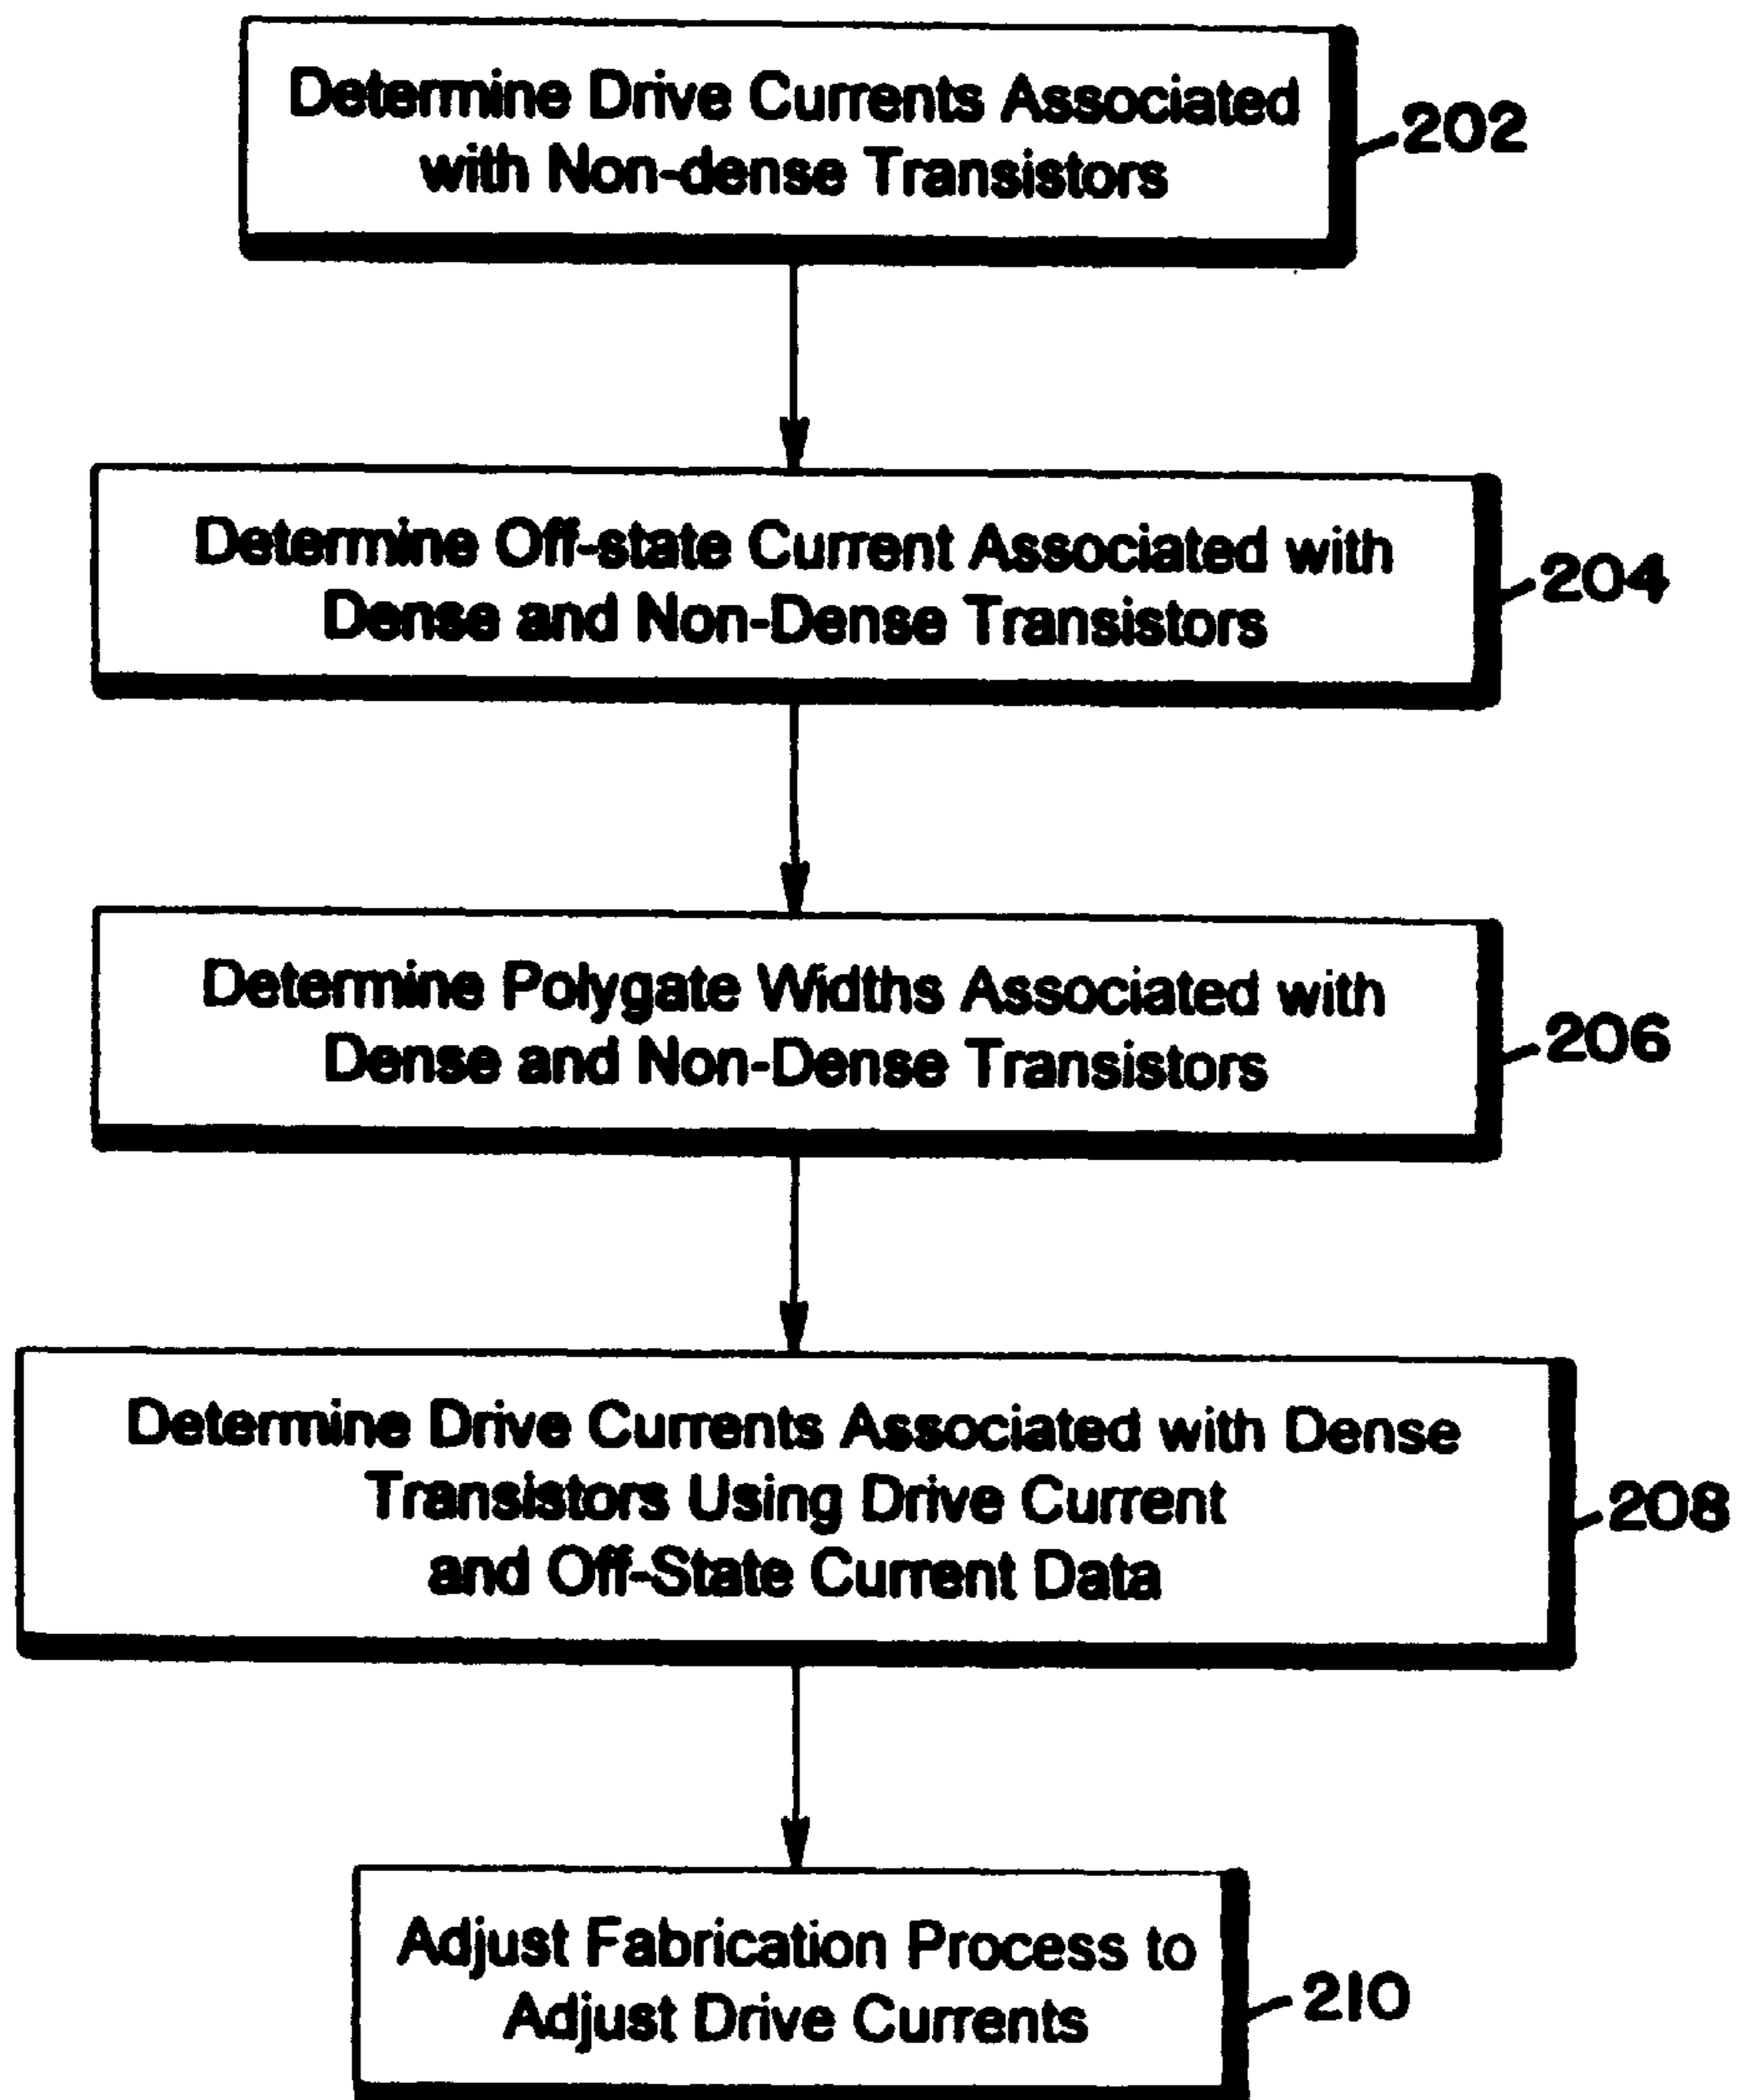 Determine Drive Currents Associated
with Non-dense Transistors
202
Determine Off-state Current Associated with
Dense and Non-Dense Transistors
204
Determine Polygate Widths Associated with
Dense and Non-Dense Transistors
206
Determine Drive Currents Associated with Dense
Transistors Using Drive Current
and Off-State Current Data
208
Adjust Fabrication Process to
Adjust Drive Currents
210